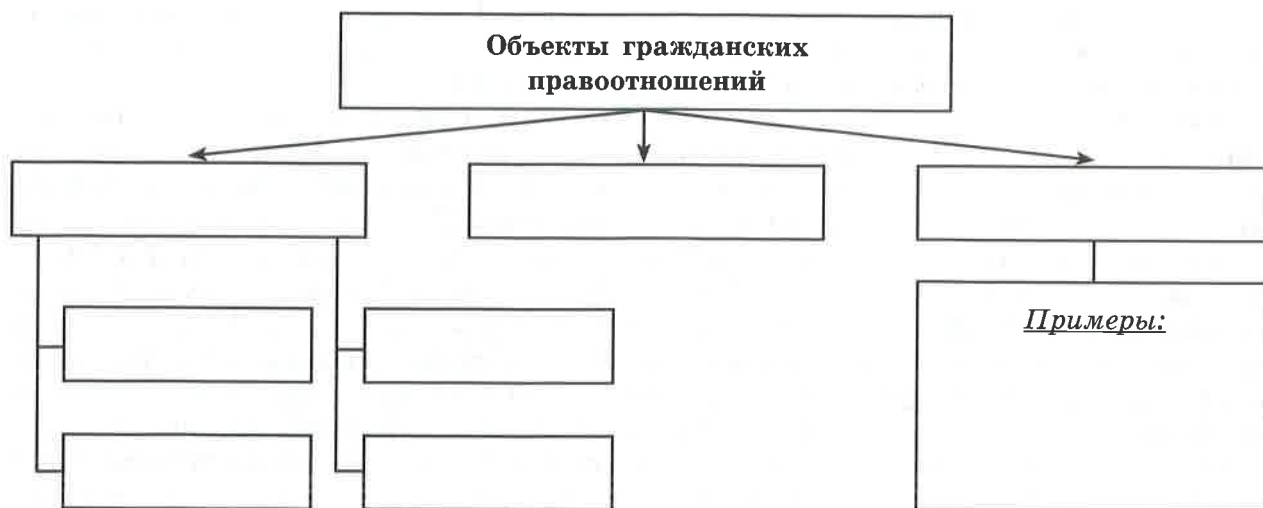 Объекты гражданских
правоотношений
Примеры: